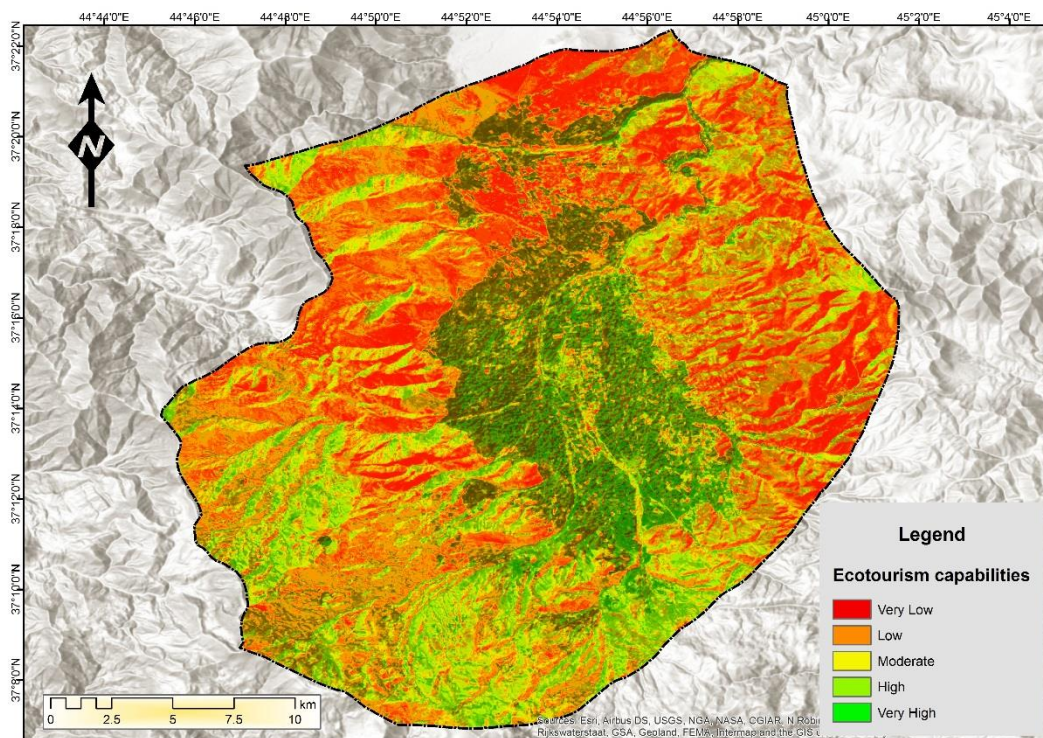 44°44'0"E 44°46'0"E 44°48'0"E 44°50'0"E 44°52'0"E 44°54'0"E 44°56'0"E 44°58'0"E 45°0'0"E 45°2'0"E 45°4'0"E
37°22'0"N
37°20'0"N
37°18'0"N
37°16'0"N
37°14'0"N
37°12'0"N
37°10'0"N
37°8'0"N
N
Legend
Ecotourism capabilities
Very Low
Low
Moderate
High
Very High
km
0 2.5 5 7.5 10
Sources: Esri, Airbus DS, USGS, NGA, NASA, CGIAR, N Robi
Rijkswaterstaat, GSA, Geoland, FEMA, Intermap and the GIS